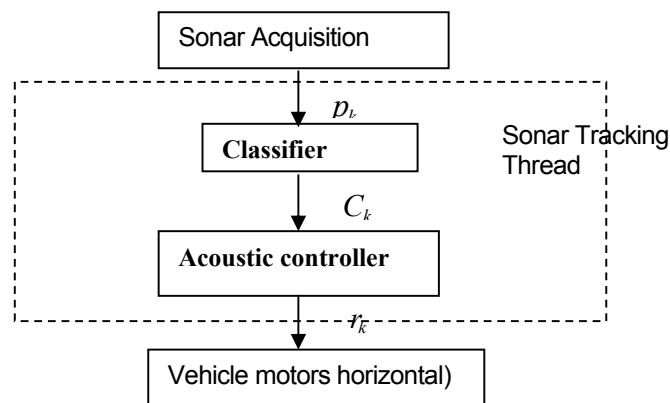 Sonar Acquisition
p_k
Classifier
Sonar Tracking
Thread
C_k
Acoustic controller
r_k
Vehicle motors horizontal)